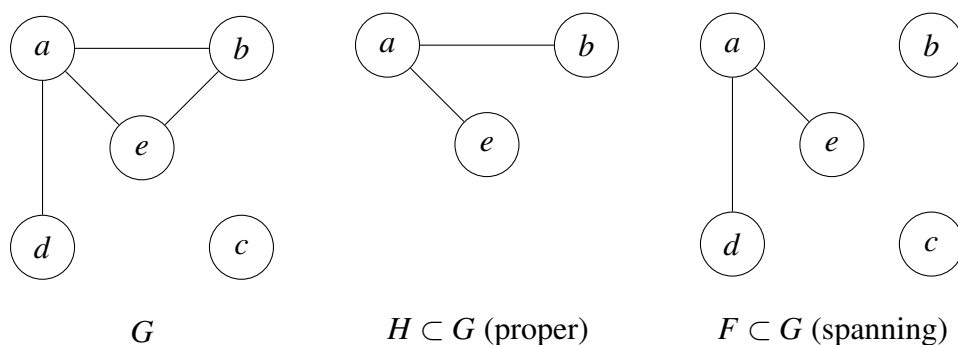 a b a b a b
e e e
d c d c
G H ⊂ G (proper) F ⊂ G (spanning)